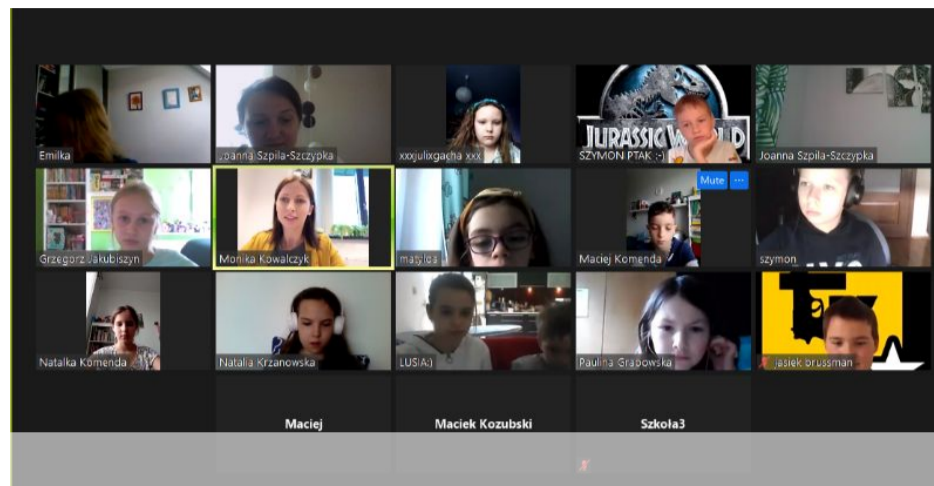 Emilka
Joanna Szpila-Szczypka
xxxjulixgacha xxx
JURASSIC WORLD
SZYMON PTAK :-)
Joanna Szpila-Szczypka
Grzegorz Jakubiszyn
Monika Kowalczyk
matylda
Mute ...
Maciej Komenda
szymon
Natalka Komenda
Natalia Krzanowska
LUSIA:)
Paulina Grabowska
jasiek brussman
Maciej
Maciek Kozubski
Szkoła3